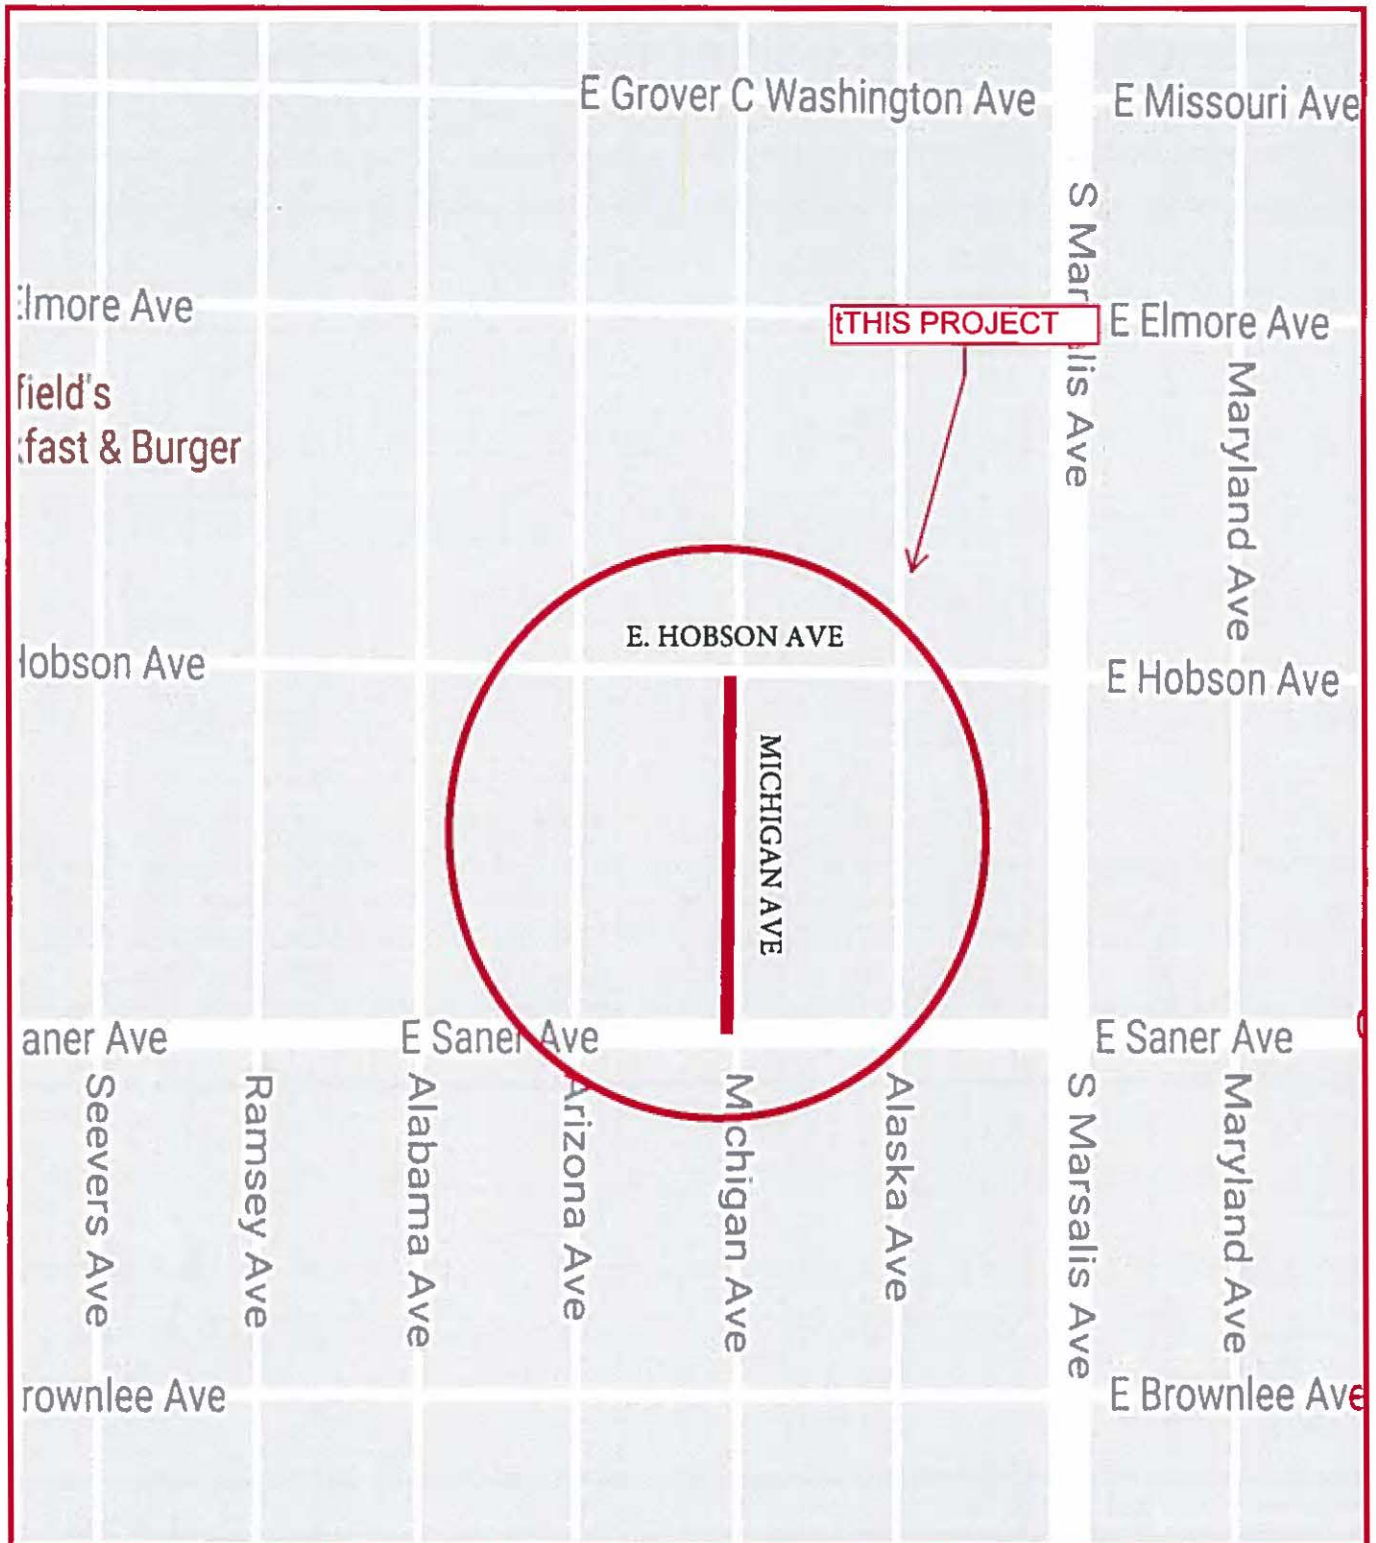 E Grover C Washington Ave
E Missouri Ave
S Mar
lis Ave
lmore Ave
tTHIS PROJECT
E Elmore Ave
field's
fast & Burger
Maryland Ave
E. HOBSON AVE
lobson Ave
E Hobson Ave
MICHIGAN AVE
aner Ave
E Saner Ave
E Saner Ave
Seevers Ave
Ramsey Ave
Alabama Ave
Arizona Ave
Michigan Ave
Alaska Ave
S Marsalis Ave
Maryland Ave
rownlee Ave
E Brownlee Ave